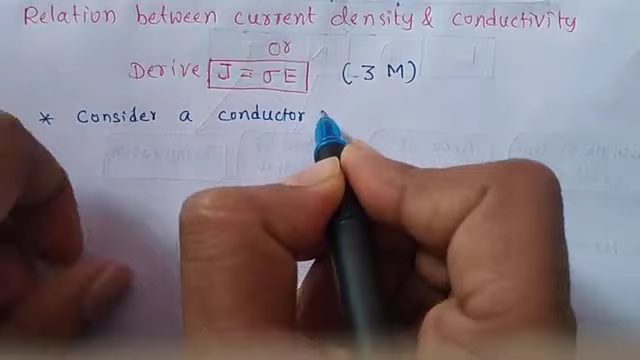 Relation between current density & conductivity
or
Derive J = σE (-3 M)
* Consider a conductor